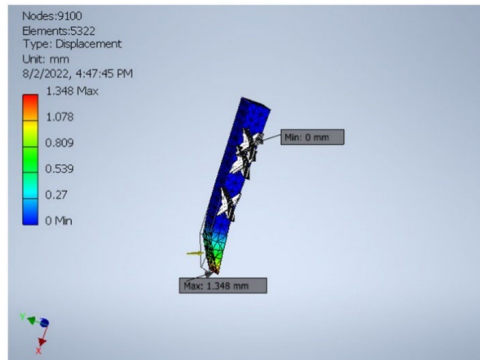 Nodes:9100
Elements:5322
Type: Displacement
Unit: mm
8/2/2022, 4:47:45 PM
1.348 Max
1.078
0.809
0.539
0.27
0 Min
Min: 0 mm
Max: 1.348 mm
Y
X